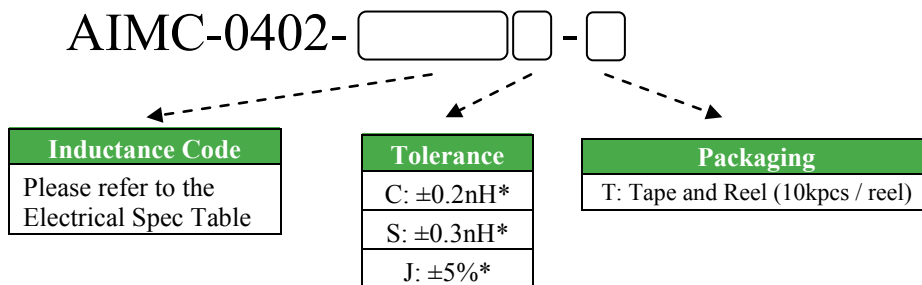 AIMC-0402-
-
Inductance Code
Please refer to the
Electrical Spec Table
Tolerance
C: ±0.2nH*
S: ±0.3nH*
J: ±5%*
Packaging
T: Tape and Reel (10kpcs / reel)